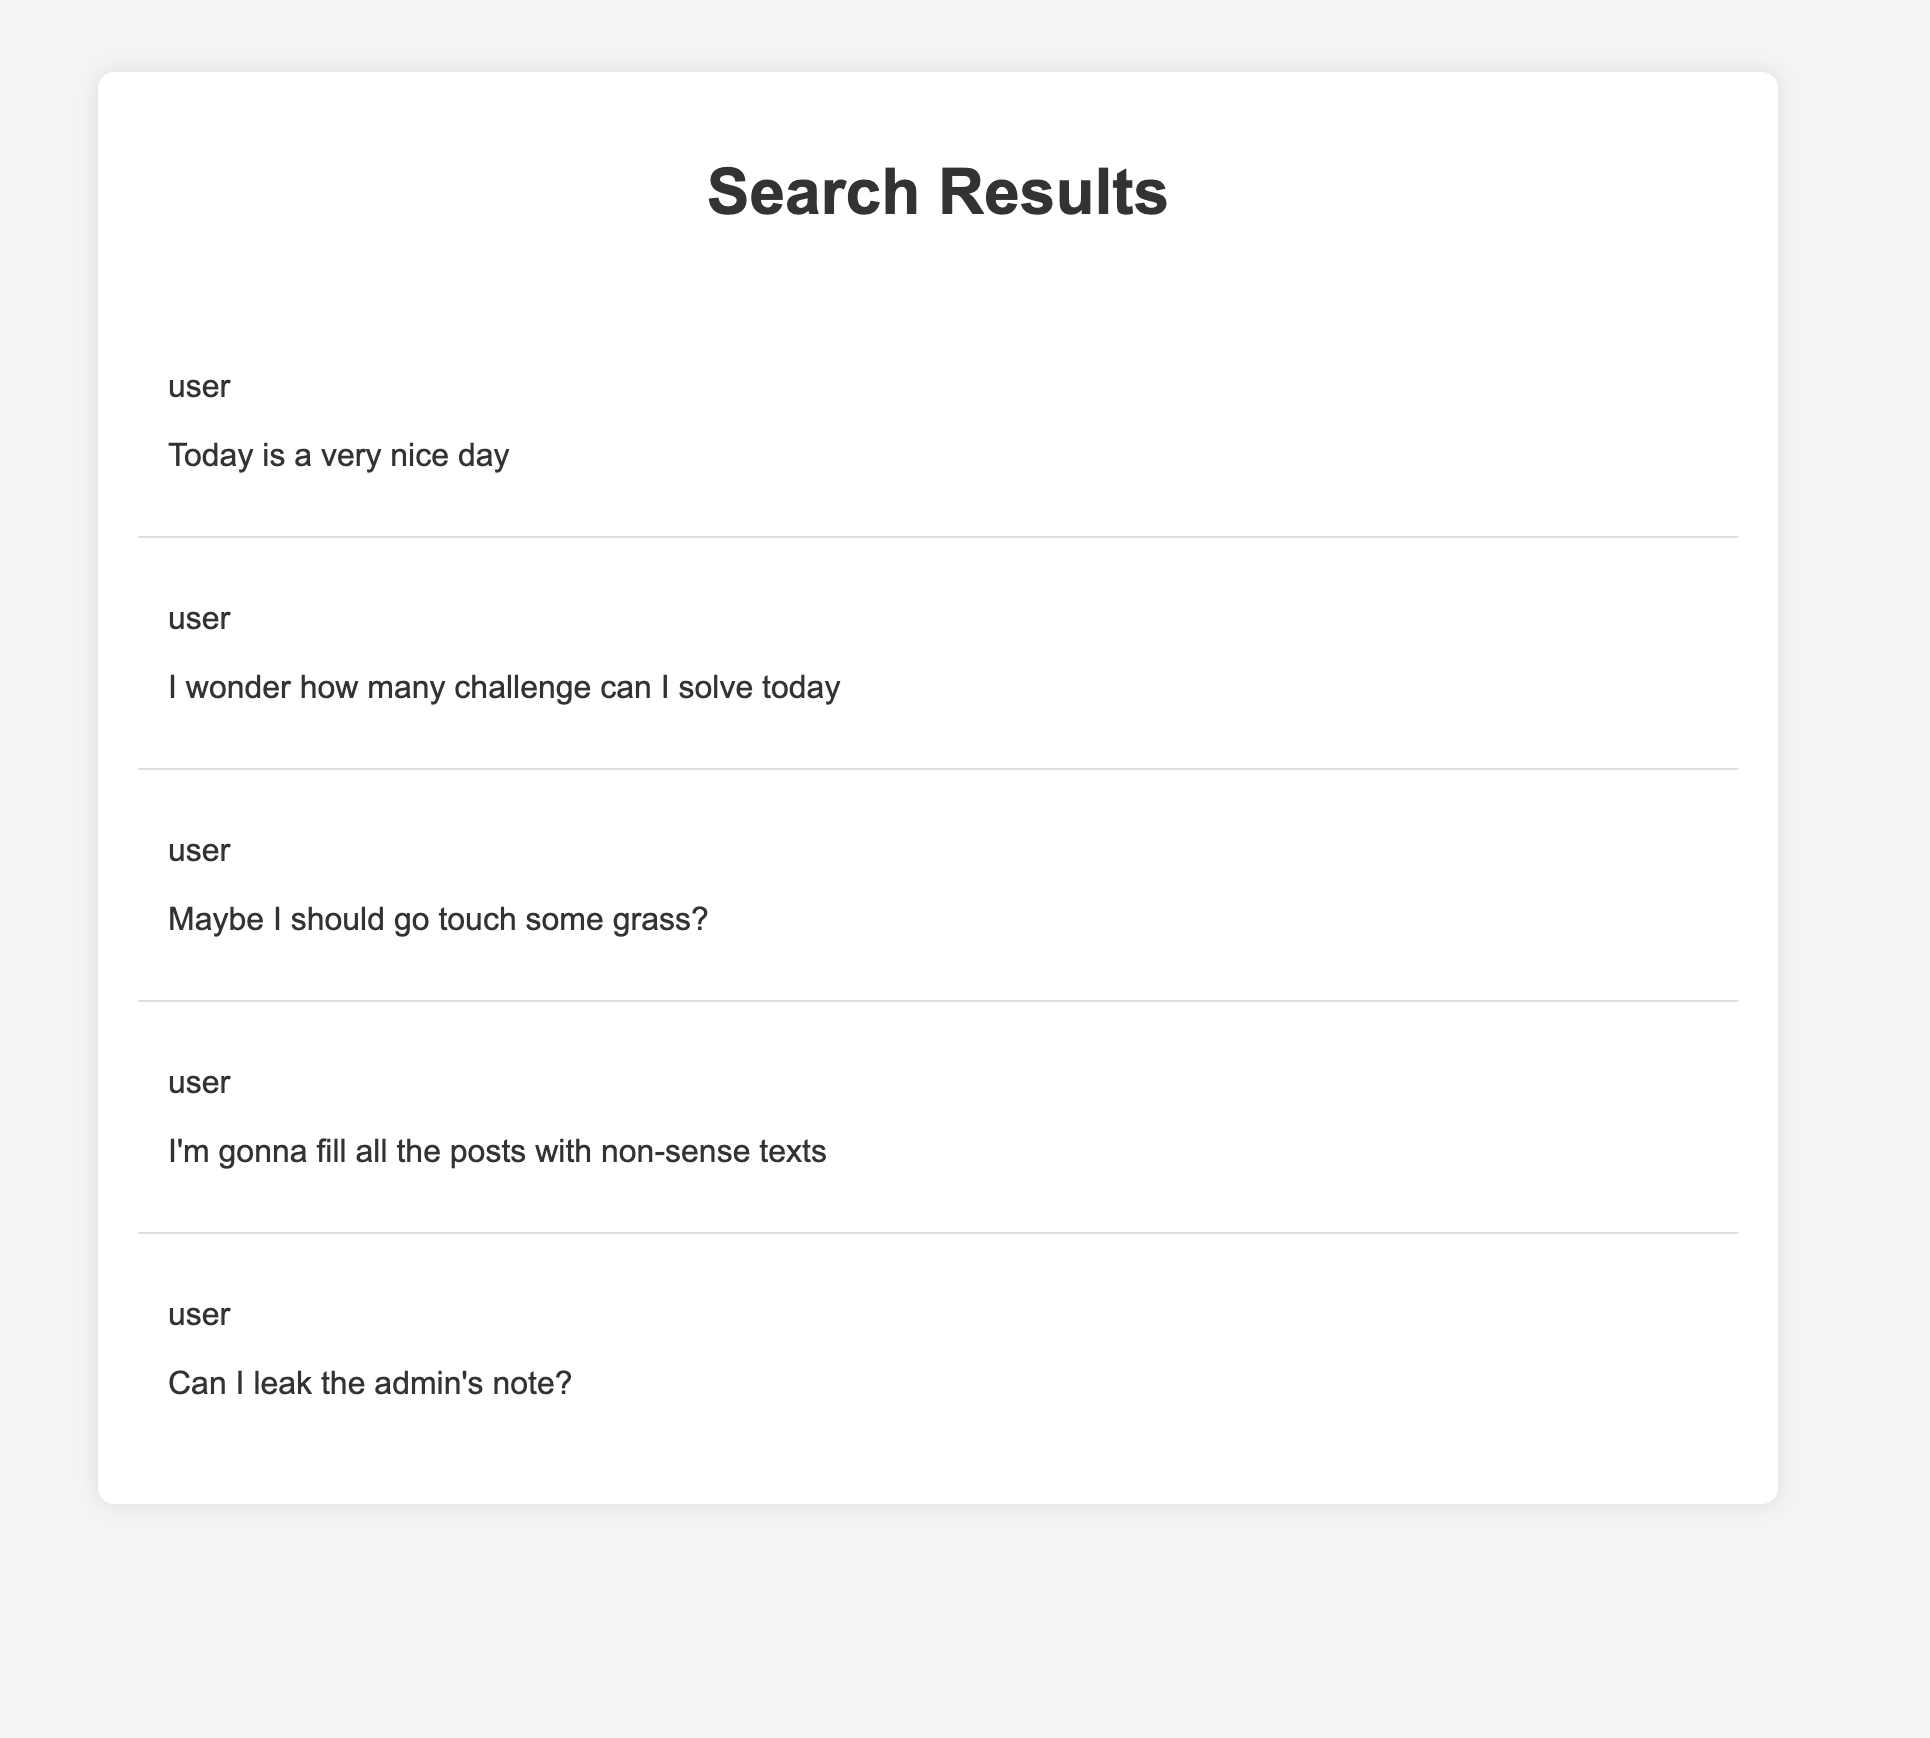 Search Results
user
Today is a very nice day
user
I wonder how many challenge can I solve today
user
Maybe I should go touch some grass?
user
I'm gonna fill all the posts with non-sense texts
user
Can I leak the admin's note?